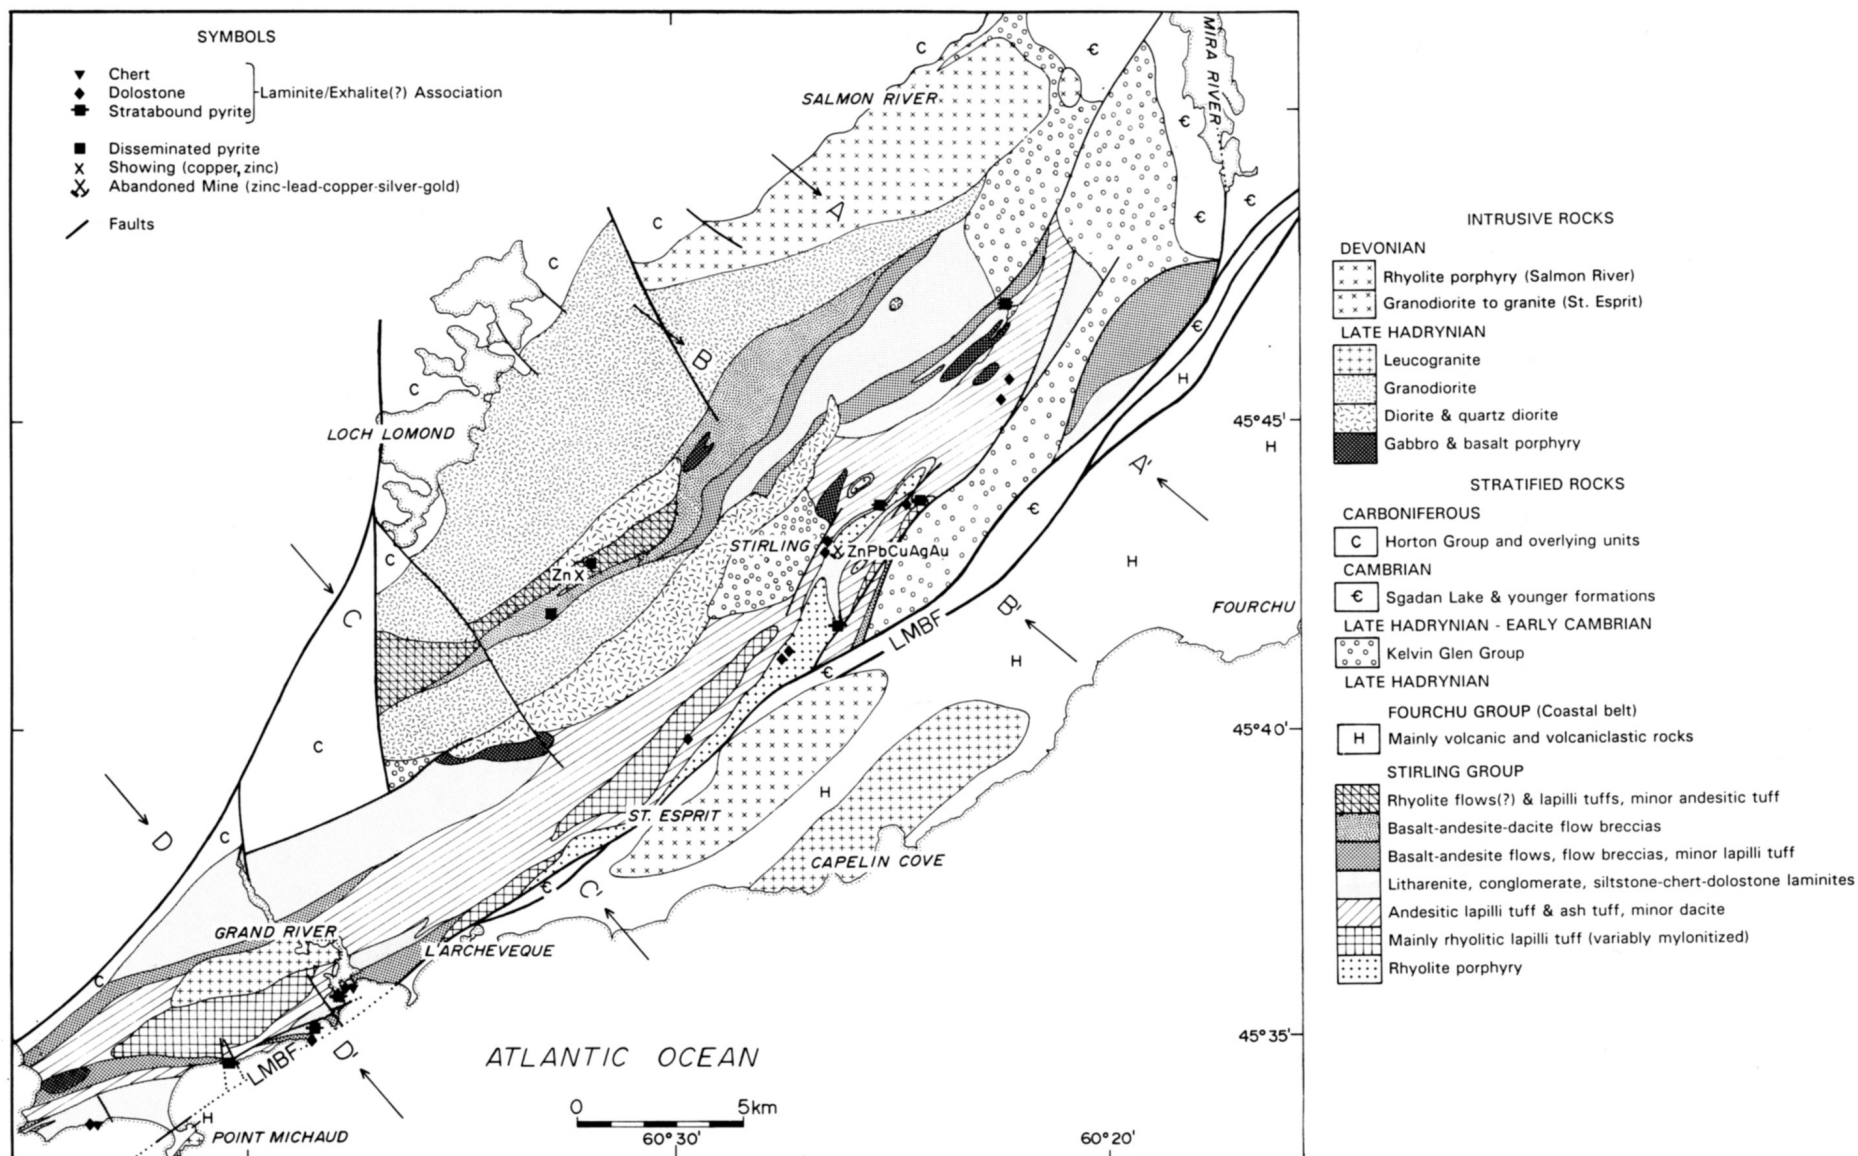 SYMBOLS
Chert
Dolostone
Stratabound pyrite
Laminite/Exhalite(?) Association
Disseminated pyrite
x Showing (copper, zinc)
Abandoned Mine (zinc-lead-copper-silver-gold)
Faults
C
Є
MIRA RIVER
SALMON RIVER
Є
A
C
Є
Є
C
Є
B
H
C
LOCH LOMOND
45°45'
H
A'
Є
STIRLING
ZnPbCuAgAu
H
C
Zn X
C
B'
FOURCHU
LMBF
H
Є
45°40'
C
H
ST. ESPRIT
D
C
CAPELIN COVE
Є
C'
GRAND RIVER
L'ARCHEVEQUE
C
45°35'
LMBF
D'
ATLANTIC OCEAN
0 5km
H
POINT MICHAUD
60°30'
60°20'
INTRUSIVE ROCKS
DEVONIAN
Rhyolite porphyry (Salmon River)
Granodiorite to granite (St. Esprit)
LATE HADRYNIAN
Leucogranite
Granodiorite
Diorite & quartz diorite
Gabbro & basalt porphyry
STRATIFIED ROCKS
CARBONIFEROUS
C Horton Group and overlying units
CAMBRIAN
Є Sgadan Lake & younger formations
LATE HADRYNIAN - EARLY CAMBRIAN
Kelvin Glen Group
LATE HADRYNIAN
FOURCHU GROUP (Coastal belt)
H Mainly volcanic and volcaniclastic rocks
STIRLING GROUP
Rhyolite flows(?) & lapilli tuffs, minor andesitic tuff
Basalt-andesite-dacite flow breccias
Basalt-andesite flows, flow breccias, minor lapilli tuff
Litharenite, conglomerate, siltstone-chert-dolostone laminites
Andesitic lapilli tuff & ash tuff, minor dacite
Mainly rhyolitic lapilli tuff (variably mylonitized)
Rhyolite porphyry